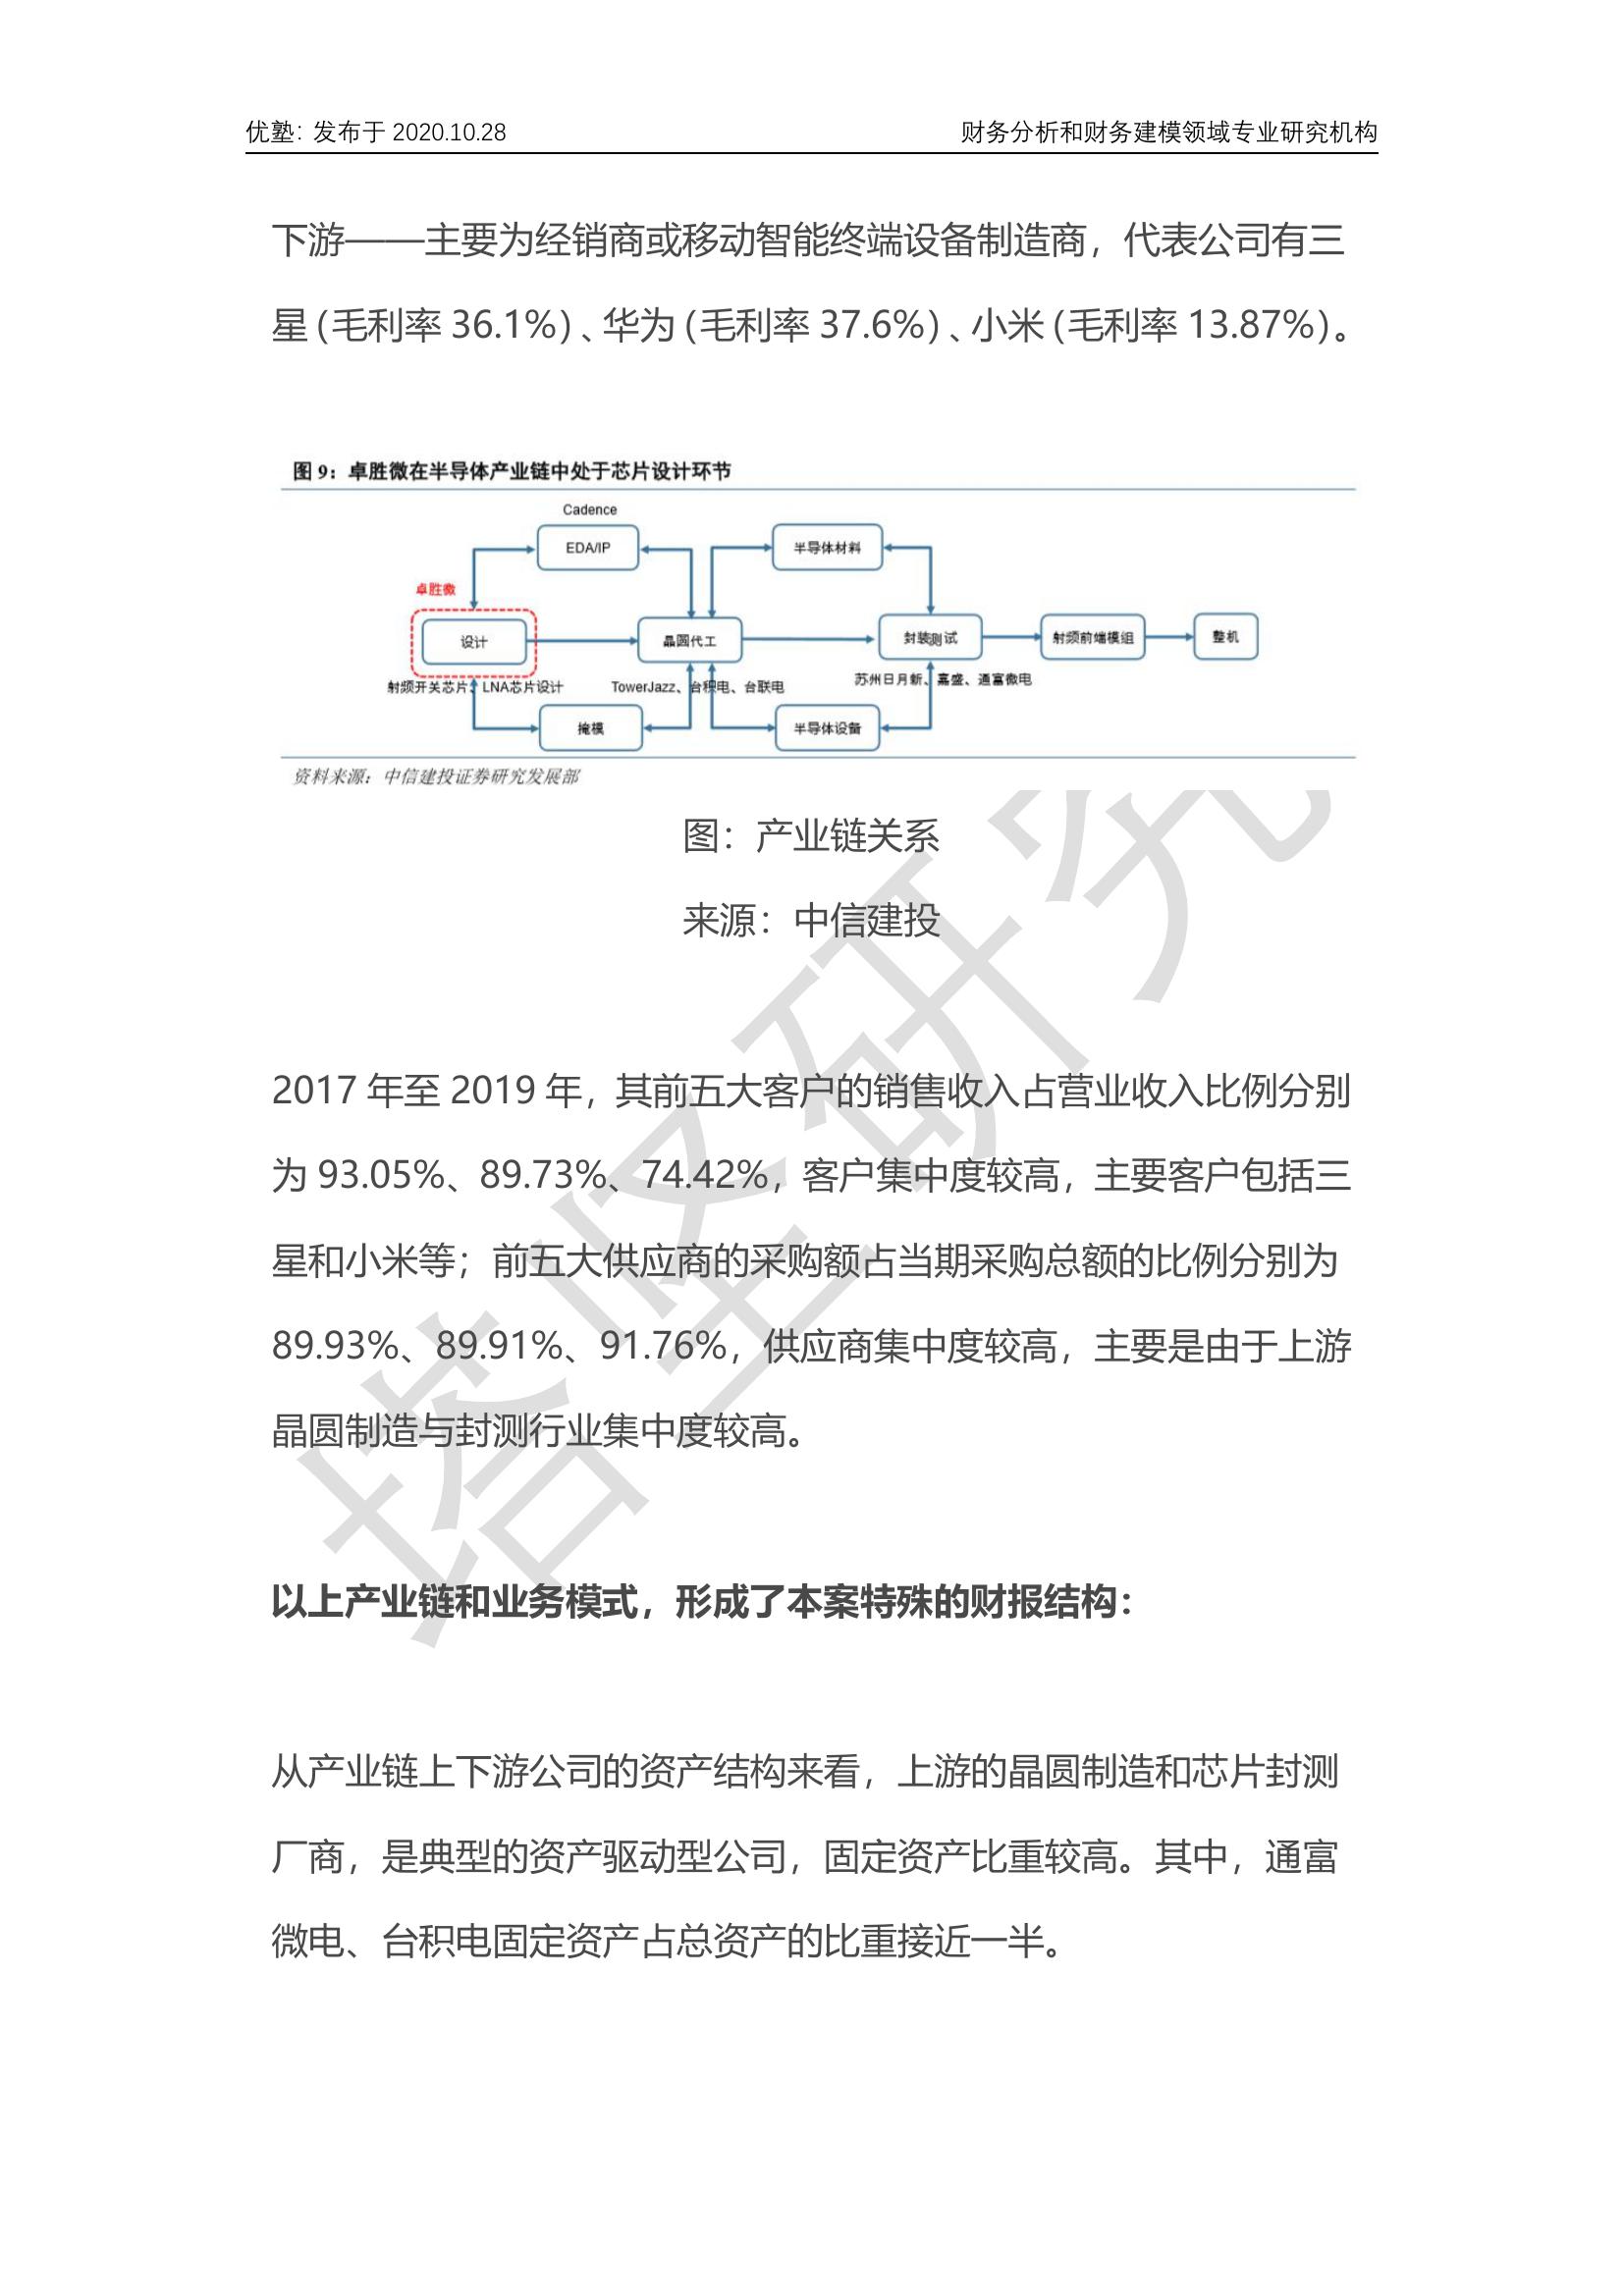 优塾：发布于 2020.10.28
财务分析和财务建模领域专业研究机构
下游——主要为经销商或移动智能终端设备制造商，代表公司有三
星（毛利率 36.1%）、华为（毛利率 37.6%）、小米（毛利率 13.87%）。
图 9：卓胜微在半导体产业链中处于芯片设计环节
Cadence
EDA/IP
半导体材料
卓胜微
设计
晶圆代工
封装测试
射频前端模组
整机
射频开关芯片、LNA芯片设计
TowerJazz、台积电、台联电
苏州日月新、嘉盛、通富微电
掩模
半导体设备
资料来源：中信建投证券研究发展部
图：产业链关系
来源：中信建投
2017 年至 2019 年，其前五大客户的销售收入占营业收入比例分别
为 93.05%、89.73%、74.42%，客户集中度较高，主要客户包括三
星和小米等；前五大供应商的采购额占当期采购总额的比例分别为
89.93%、89.91%、91.76%，供应商集中度较高，主要是由于上游
晶圆制造与封测行业集中度较高。
以上产业链和业务模式，形成了本案特殊的财报结构：
从产业链上下游公司的资产结构来看，上游的晶圆制造和芯片封测
厂商，是典型的资产驱动型公司，固定资产比重较高。其中，通富
微电、台积电固定资产占总资产的比重接近一半。
塔坚研究